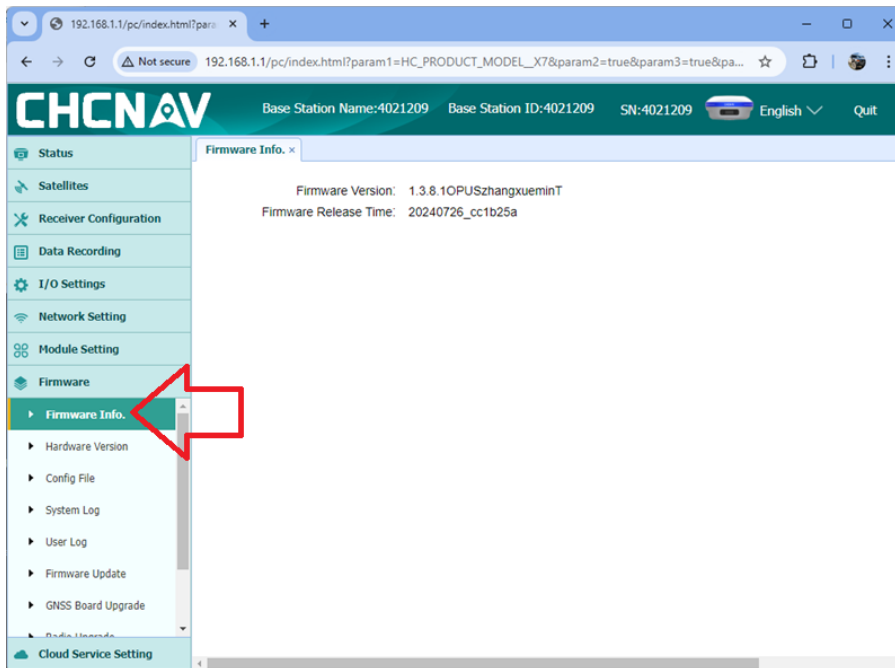 192.168.1.1/pc/index.html?para
Not secure
192.168.1.1/pc/index.html?param1=HC_PRODUCT_MODEL__X7&param2=true&param3=true&pa...
CHCNAV
Base Station Name:4021209
Base Station ID:4021209
SN:4021209
English
Quit
Status
Satellites
Receiver Configuration
Data Recording
I/O Settings
Network Setting
Module Setting
Firmware
Firmware Info.
Hardware Version
Config File
System Log
User Log
Firmware Update
GNSS Board Upgrade
Radio Upgrade
Cloud Service Setting
Firmware Info.
Firmware Version: 1.3.8.1OPUSzhangxueminT
Firmware Release Time: 20240726_cc1b25a